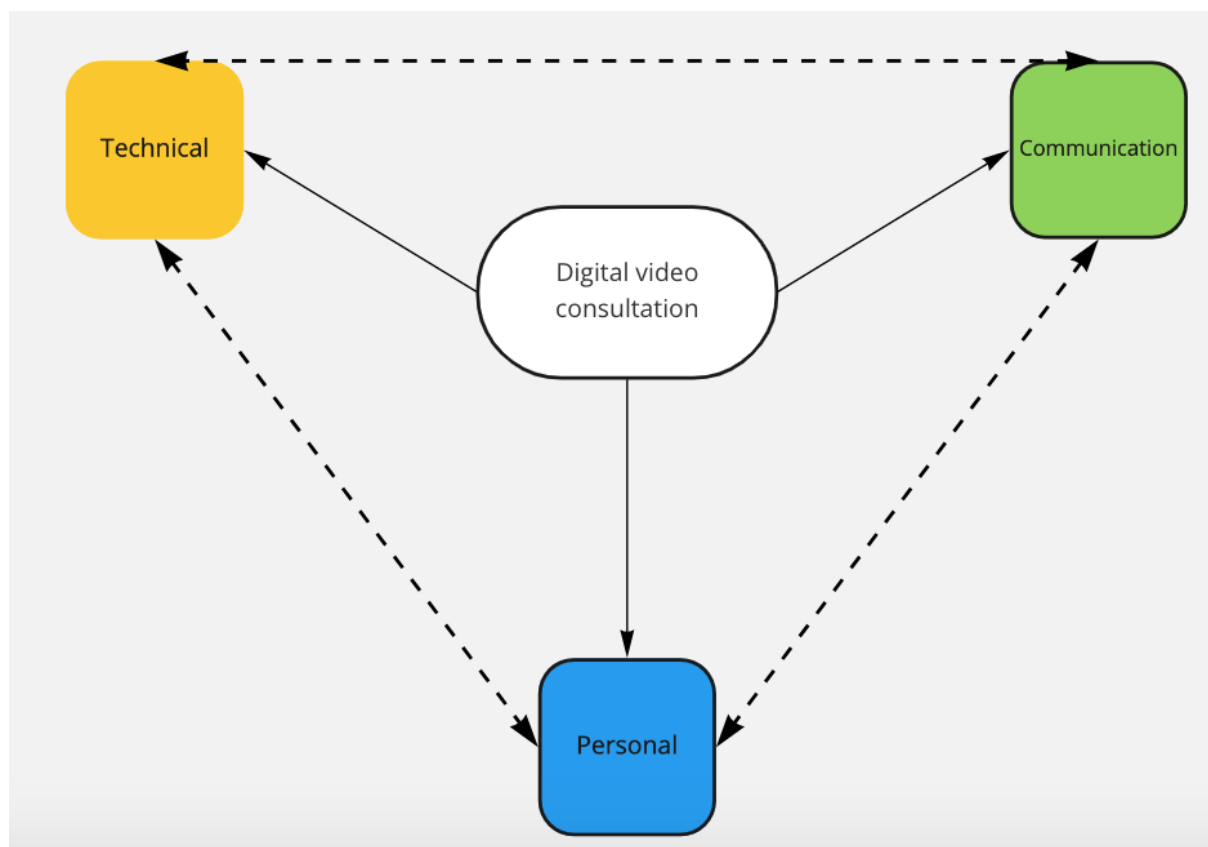 Technical
Communication
Digital video
consultation
Personal